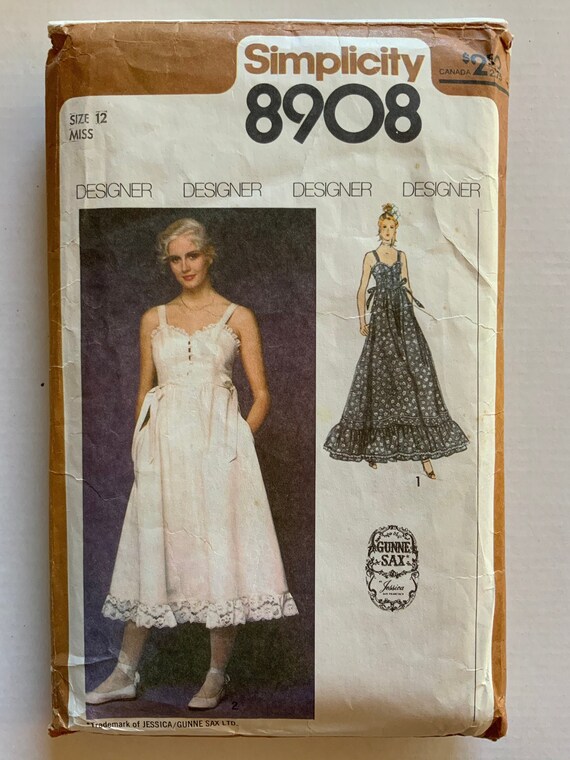 Simplicity
8908
CANADA $2.50
SIZE 12
MISS
DESIGNER DESIGNER DESIGNER DESIGNER
1
GUNNE
SAX*
Jessica
2
*Trademark of JESSICA/GUNNE SAX LTD.